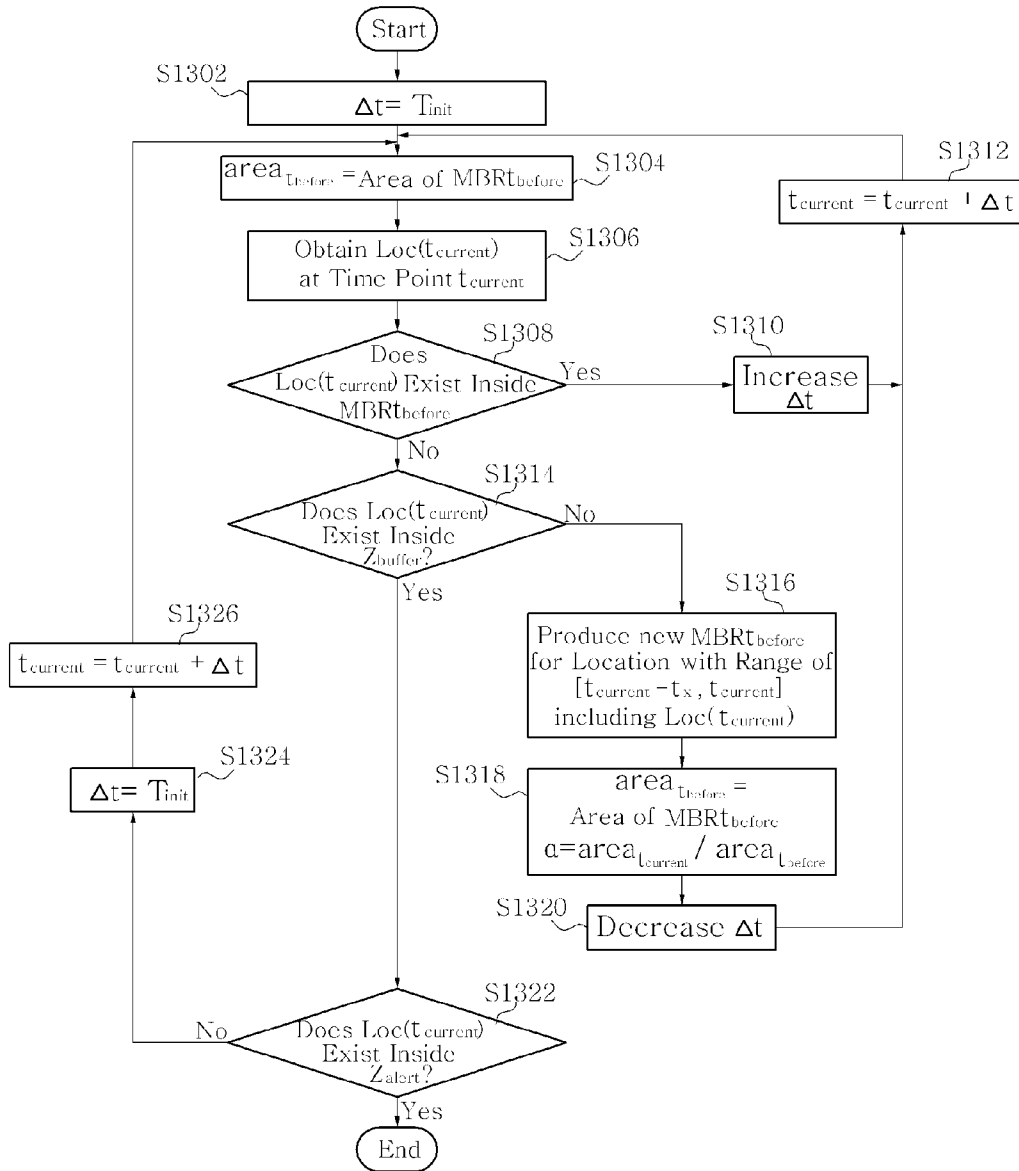 Start
S1302
Δt= Tinit
areatbefore = Area of MBRtbefore
S1304
S1312
tcurrent = tcurrent + Δt
Obtain Loc(tcurrent)
at Time Point tcurrent
S1306
S1308
Does
Loc(tcurrent) Exist Inside
MBRtbefore
Yes
No
S1310
Increase
Δt
S1314
Does Loc(tcurrent)
Exist Inside
Zbuffer?
No
Yes
S1316
Produce new MBRtbefore
for Location with Range of
[tcurrent-tx, tcurrent]
including Loc(tcurrent)
S1326
tcurrent = tcurrent + Δt
S1324
Δt= Tinit
S1318
areatbefore =
Area of MBRtbefore
α=areatcurrent / areatbefore
S1320
Decrease Δt
S1322
Does Loc(tcurrent)
Exist Inside
Zalert?
No
Yes
End